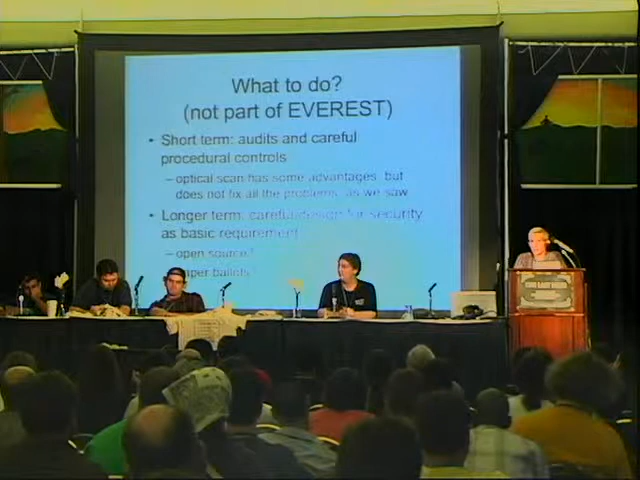 What to do?
(not part of EVEREST)
• Short term: audits and careful
procedural controls
– optical scan has some advantages, but
does not fix all the problems, as we saw
• Longer term: careful design for security
as basic requirement
– open source?
paper ballots